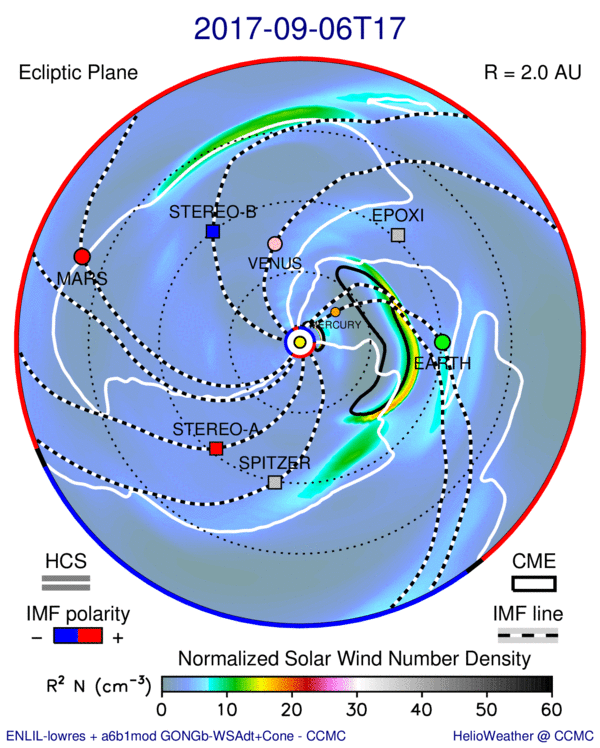 2017-09-06T17
Ecliptic Plane
R = 2.0 AU
STEREO-B
EPOXI
VENUS
MARS
MERCURY
EARTH
STEREO-A
SPITZER
HCS
CME
IMF polarity
IMF line
− +
Normalized Solar Wind Number Density
R² N (cm⁻³)
0 10 20 30 40 50 60
ENLIL-lowres + a6b1mod GONGb-WSAdt+Cone - CCMC
HelioWeather @ CCMC